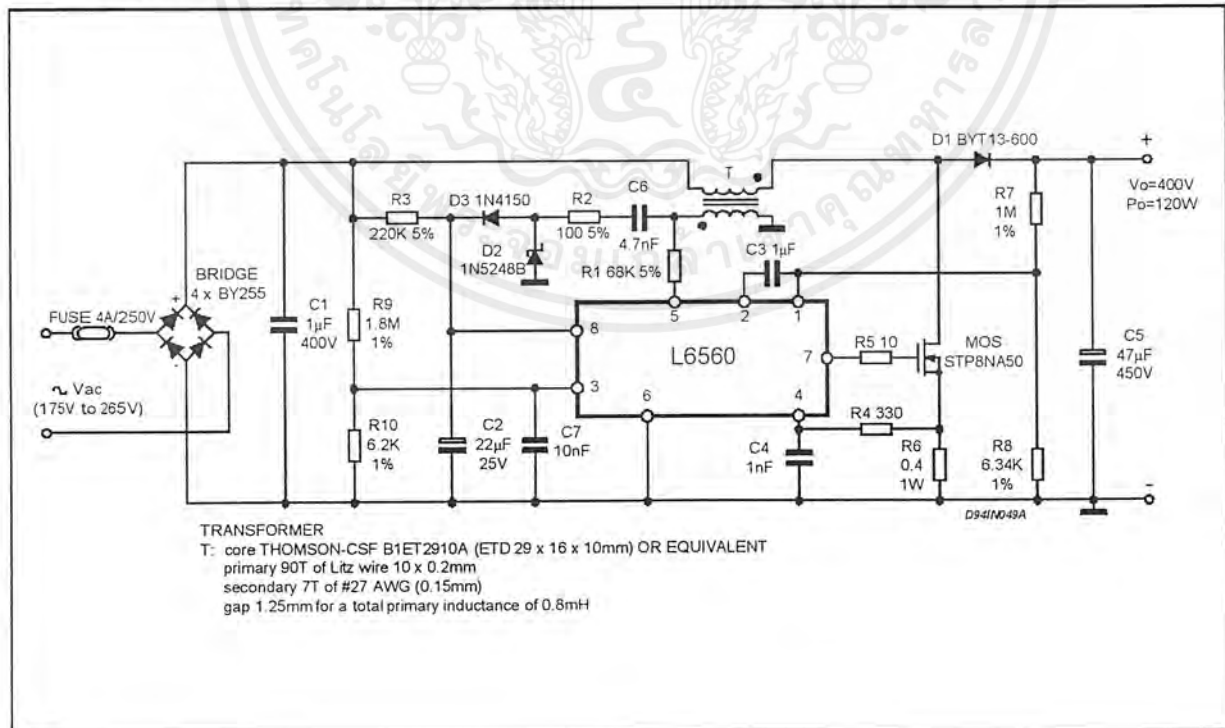 D1 BYT13-600
+
T
Vo=400V
Po=120W
R7
1M
1%
R3
220K 5%
D3 1N4150
R2
100 5%
C6
4.7nF
D2
1N5248B
R1 68K 5%
C3 1µF
BRIDGE
4 x BY255
+
-
FUSE 4A/250V
C1
1µF
400V
R9
1.8M
1%
5
2
1
8
L6560
7
R5 10
MOS
STP8NA50
C5
47µF
450V
Vac
(175V to 265V)
3
6
4
R10
6.2K
1%
C2
22µF
25V
C7
10nF
C4
1nF
R4 330
R6
0.4
1W
R8
6.34K
1%
-
D94IN049A
TRANSFORMER
T: core THOMSON-CSF B1ET2910A (ETD 29 x 16 x 10mm) OR EQUIVALENT
primary 90T of Litz wire 10 x 0.2mm
secondary 7T of #27 AWG (0.15mm)
gap 1.25mm for a total primary inductance of 0.8mH